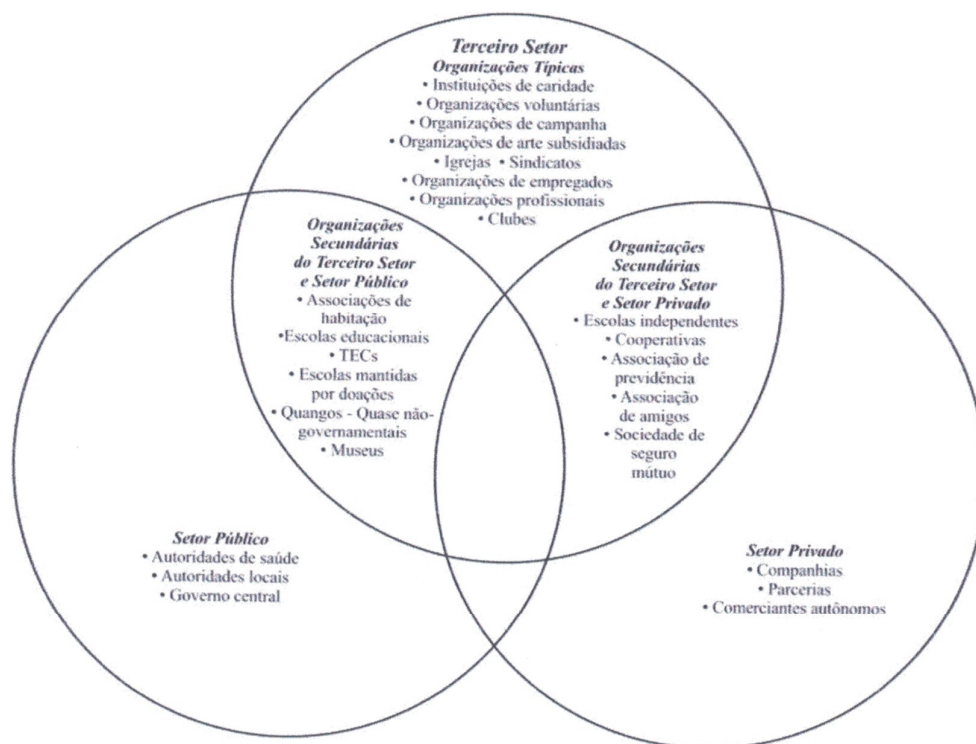 Terceiro Setor
Organizações Típicas
• Instituições de caridade
• Organizações voluntárias
• Organizações de campanha
• Organizações de arte subsidiadas
• Igrejas • Sindicatos
• Organizações de empregados
• Organizações profissionais
• Clubes
Organizações
Secundárias
do Terceiro Setor
e Setor Público
• Associações de
habitação
•Escolas educacionais
• TECs
• Escolas mantidas
por doações
• Quangos - Quase não-
governamentais
• Museus
Organizações
Secundárias
do Terceiro Setor
e Setor Privado
• Escolas independentes
• Cooperativas
• Associação de
previdência
• Associação
de amigos
• Sociedade de
seguro
mútuo
Setor Público
• Autoridades de saúde
• Autoridades locais
• Governo central
Setor Privado
• Companhias
• Parcerias
• Comerciantes autônomos